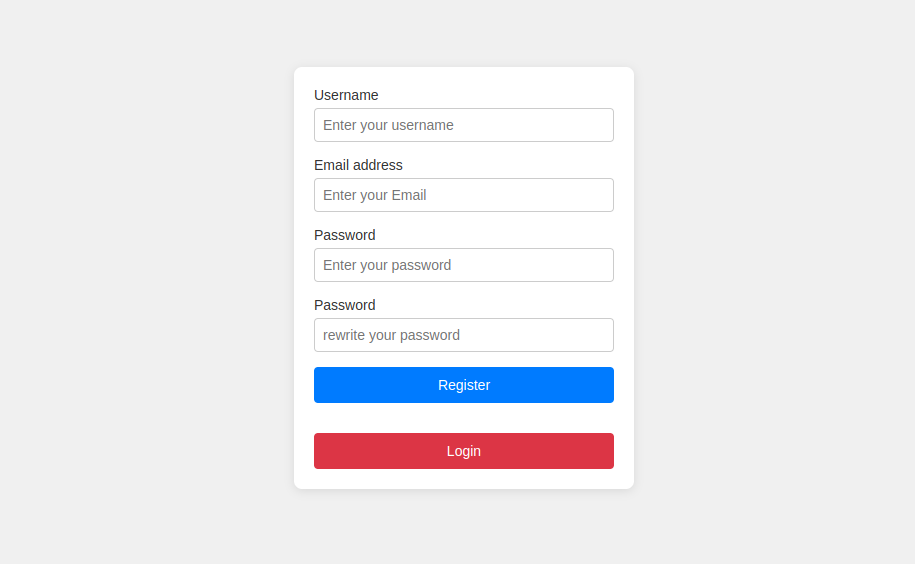 Username
Enter your username
Email address
Enter your Email
Password
Enter your password
Password
rewrite your password
Register
Login